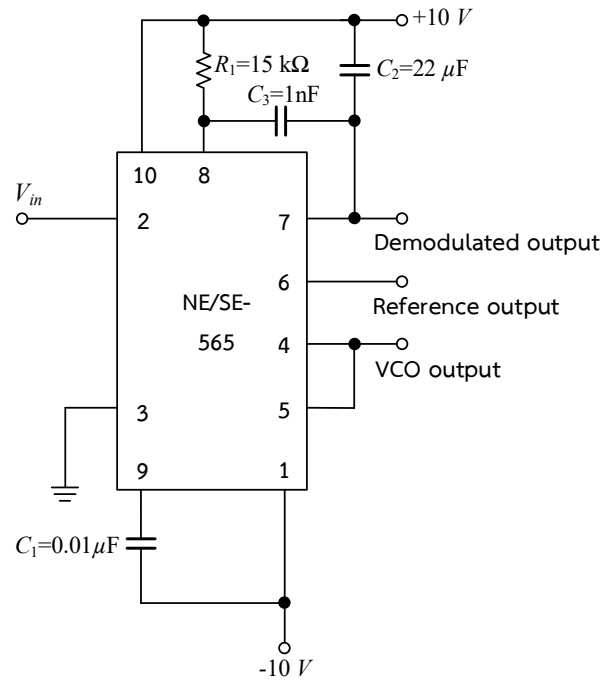 +10 V
R1=15 kΩ
C2=22 µF
C3=1nF
10
8
Vin
2
7
Demodulated output
6
Reference output
NE/SE-
565
4
VCO output
5
3
9
1
C1=0.01µF
-10 V